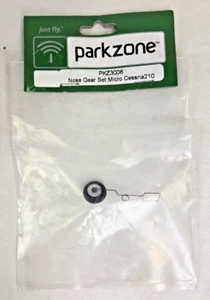 Just fly.
parkzone
PKZ3006
Nose Gear Set Micro Cessna210